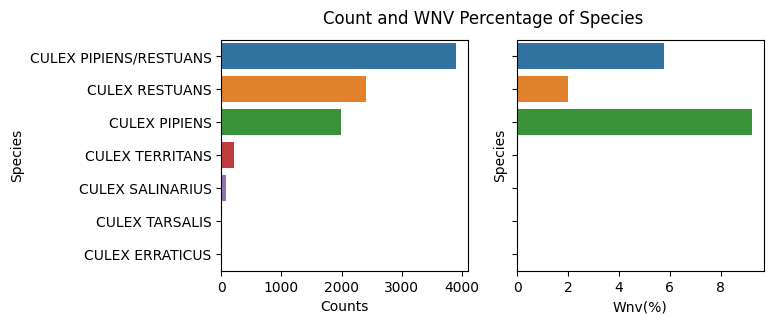 Count and WNV Percentage of Species
Species
CULEX PIPIENS/RESTUANS
CULEX RESTUANS
CULEX PIPIENS
CULEX TERRITANS
CULEX SALINARIUS
CULEX TARSALIS
CULEX ERRATICUS
0 1000 2000 3000 4000
Counts
Species
0 2 4 6 8
Wnv(%)